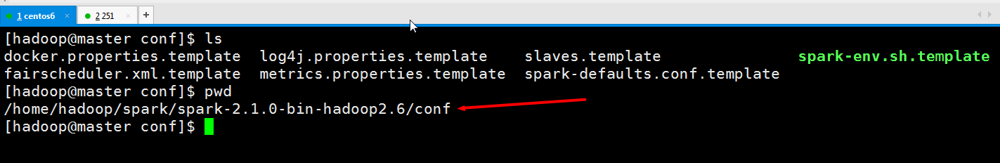 1 centos6 × 2 251 × +
[hadoop@master conf]$ ls
docker.properties.template log4j.properties.template slaves.template spark-env.sh.template
fairscheduler.xml.template metrics.properties.template spark-defaults.conf.template
[hadoop@master conf]$ pwd
/home/hadoop/spark/spark-2.1.0-bin-hadoop2.6/conf
[hadoop@master conf]$